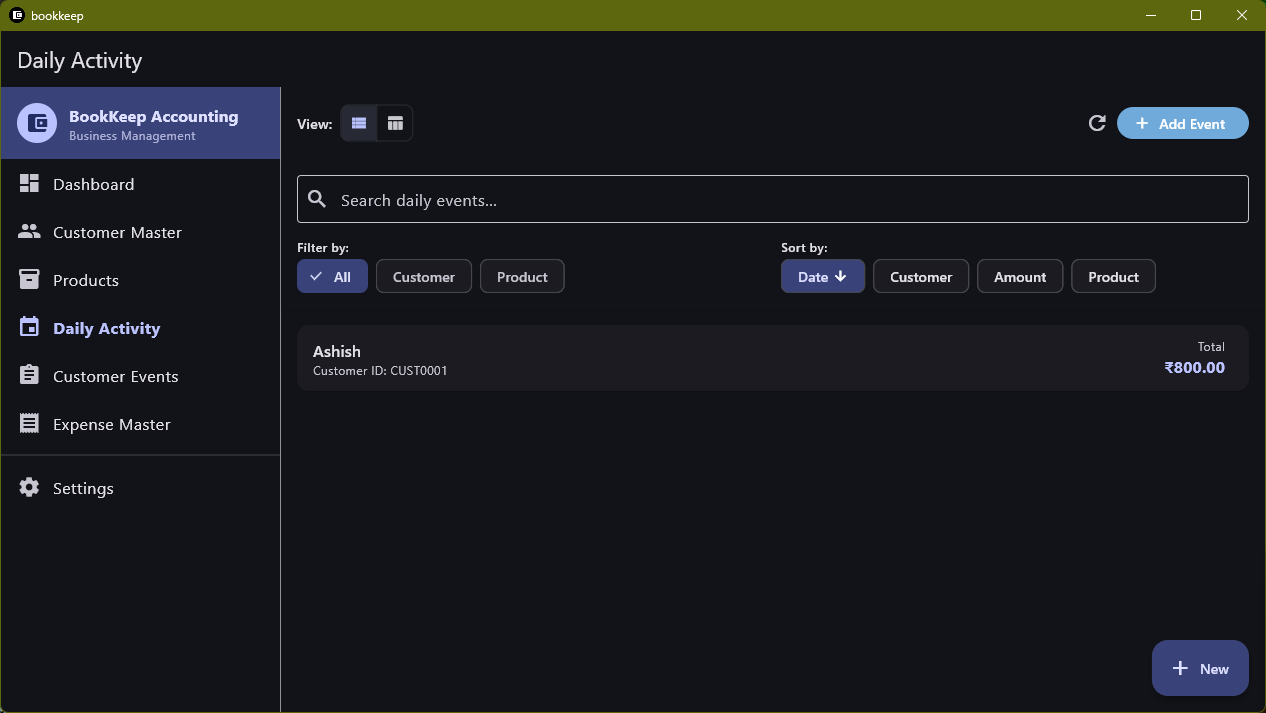 bookkeep
Daily Activity
BookKeep Accounting
Business Management
Dashboard
Customer Master
Products
Daily Activity
Customer Events
Expense Master
Settings
View:
Add Event
Search daily events...
Filter by:
All Customer Product
Sort by:
Date Customer Amount Product
Ashish
Customer ID: CUST0001
Total
₹800.00
New